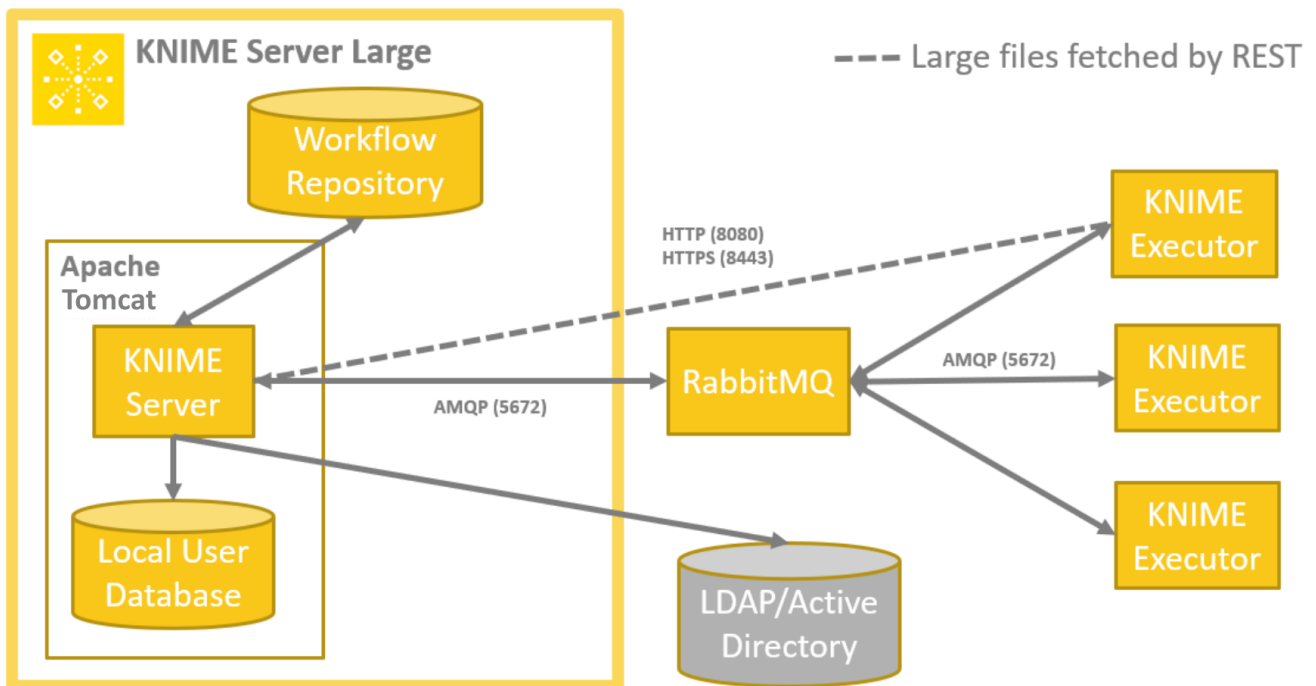 KNIME Server Large
Large files fetched by REST
Workflow
Repository
KNIME
Executor
HTTP (8080)
HTTPS (8443)
Apache
Tomcat
KNIME
Server
AMQP (5672)
RabbitMQ
AMQP (5672)
KNIME
Executor
KNIME
Executor
Local User
Database
LDAP/Active
Directory